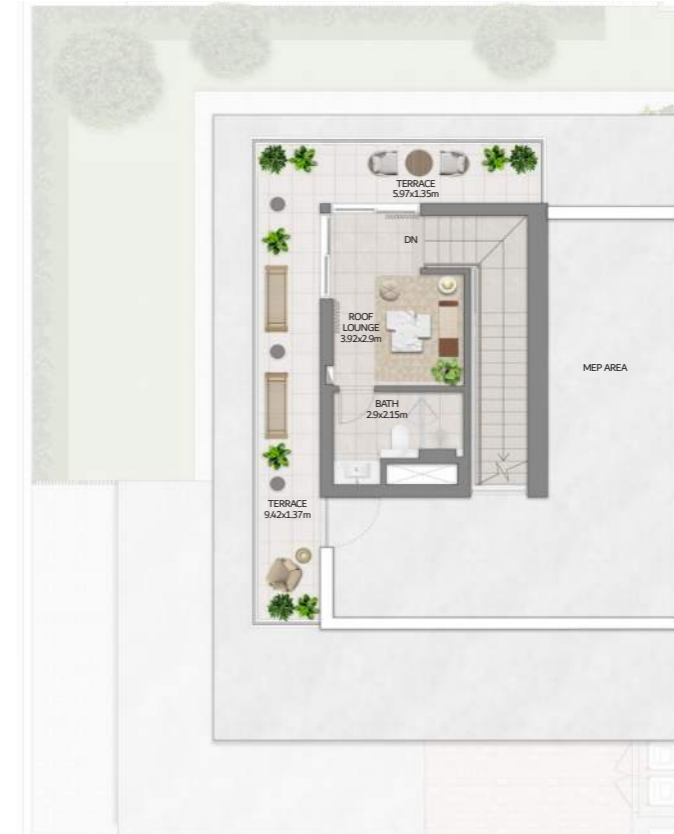 TERRACE
5.97x1.35m
DN
ROOF
LOUNGE
3.92x2.9m
MEP AREA
BATH
2.9x2.15m
TERRACE
9.42x1.37m